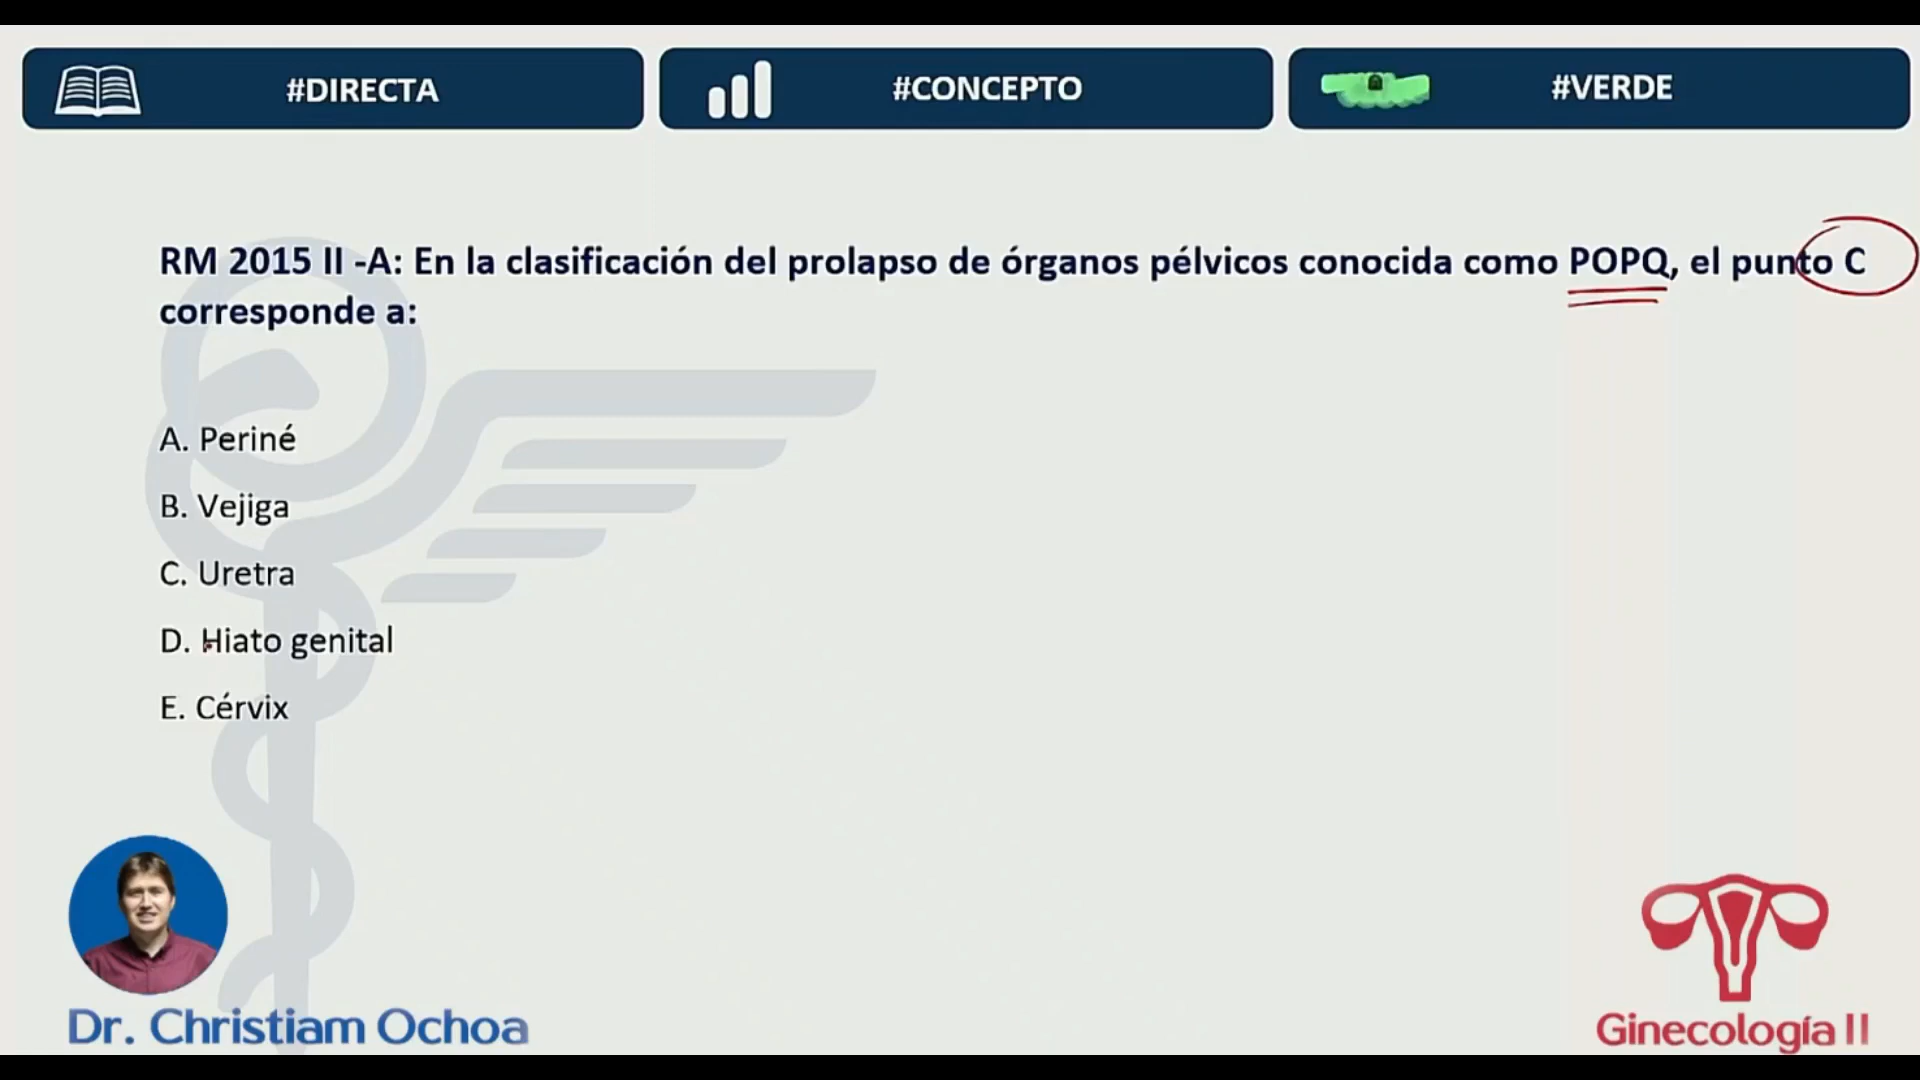 #DIRECTA
#CONCEPTO
#VERDE
RM 2015 II -A: En la clasificación del prolapso de órganos pélvicos conocida como POPQ, el punto C
corresponde a:
A. Periné
B. Vejiga
C. Uretra
D. Hiato genital
E. Cérvix
Dr. Christiam Ochoa
Ginecología II